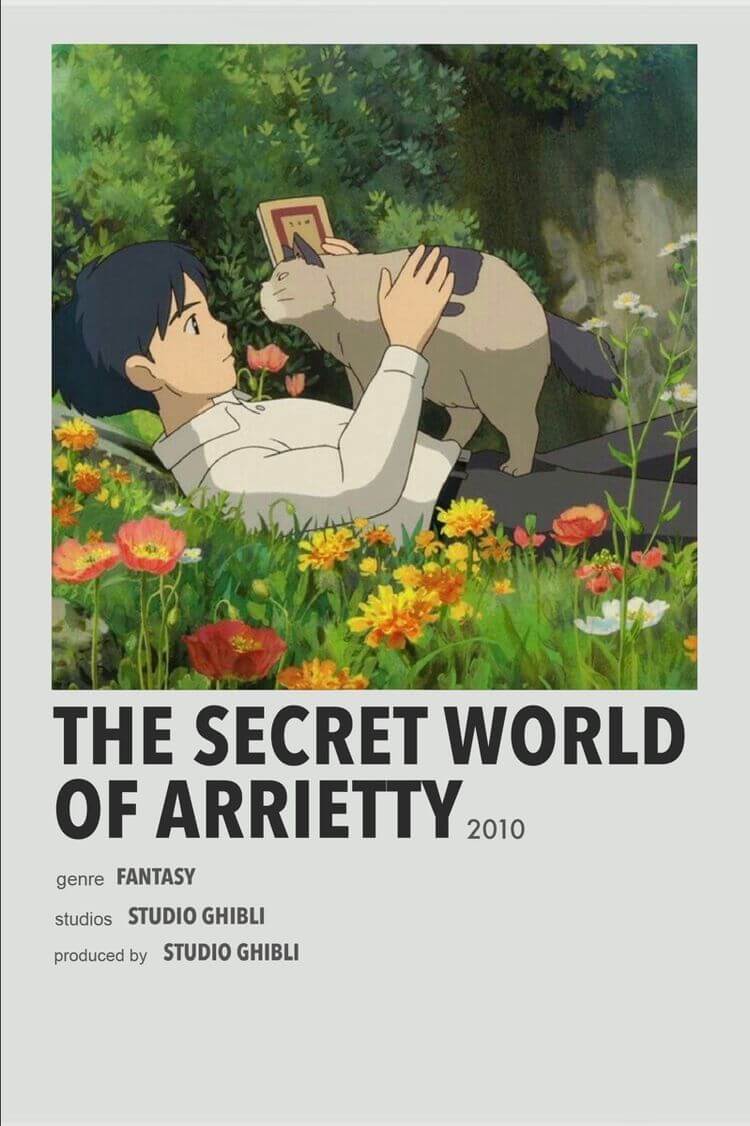 THE SECRET WORLD
OF ARRIETTY 2010
genre FANTASY
studios STUDIO GHIBLI
produced by STUDIO GHIBLI